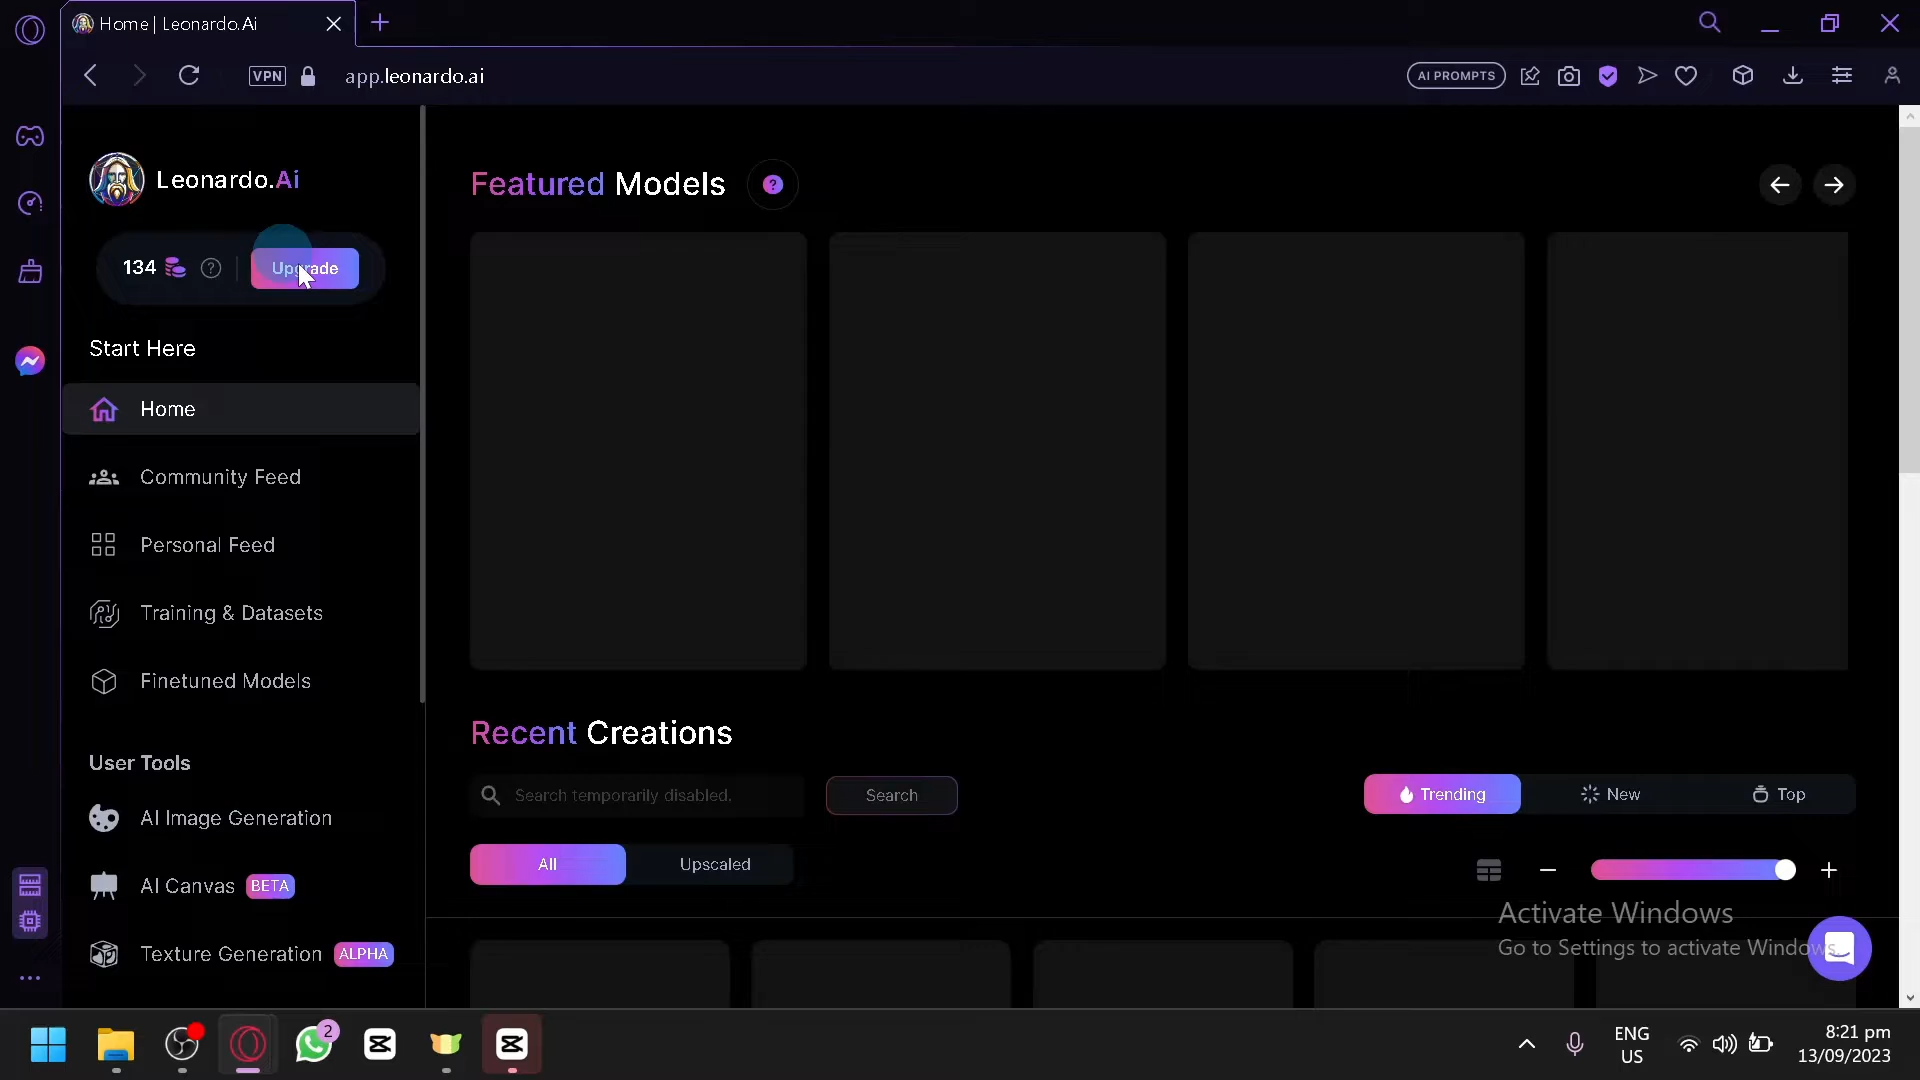 Home | Leonardo.Ai
VPN
app.leonardo.ai
AI PROMPTS
Leonardo.Ai
134
Upgrade
Start Here
Home
Community Feed
Personal Feed
Training & Datasets
Finetuned Models
User Tools
AI Image Generation
AI Canvas BETA
Texture Generation ALPHA
Featured Models ?
Recent Creations
Search temporarily disabled.
Search
Trending
New
Top
All
Upscaled
Activate Windows
Go to Settings to activate Windows.
2
ENG
US
8:21 pm
13/09/2023